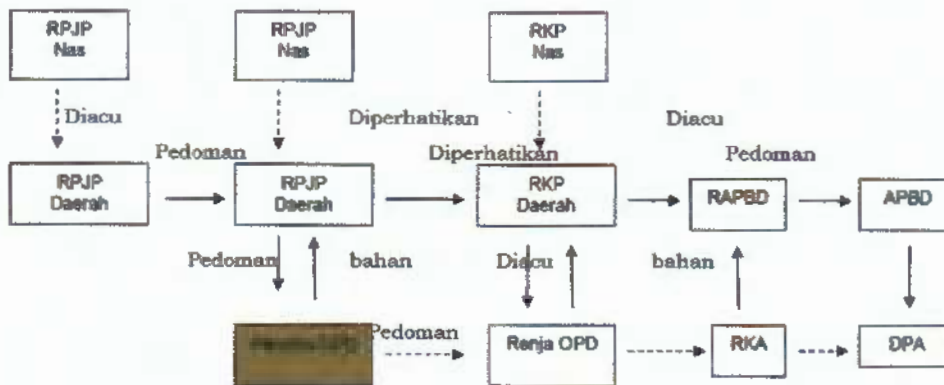 RPJP
Nas
RPJP
Nas
RKP
Nas
Diacu
Diperhatikan
Diacu
Pedoman
Diperhatikan
Pedoman
RPJP
Daerah
RPJP
Daerah
RKP
Daerah
RAPBD
APBD
Pedoman
bahan
Diacu
bahan
Pedoman
Renja OPD
RKA
DPA